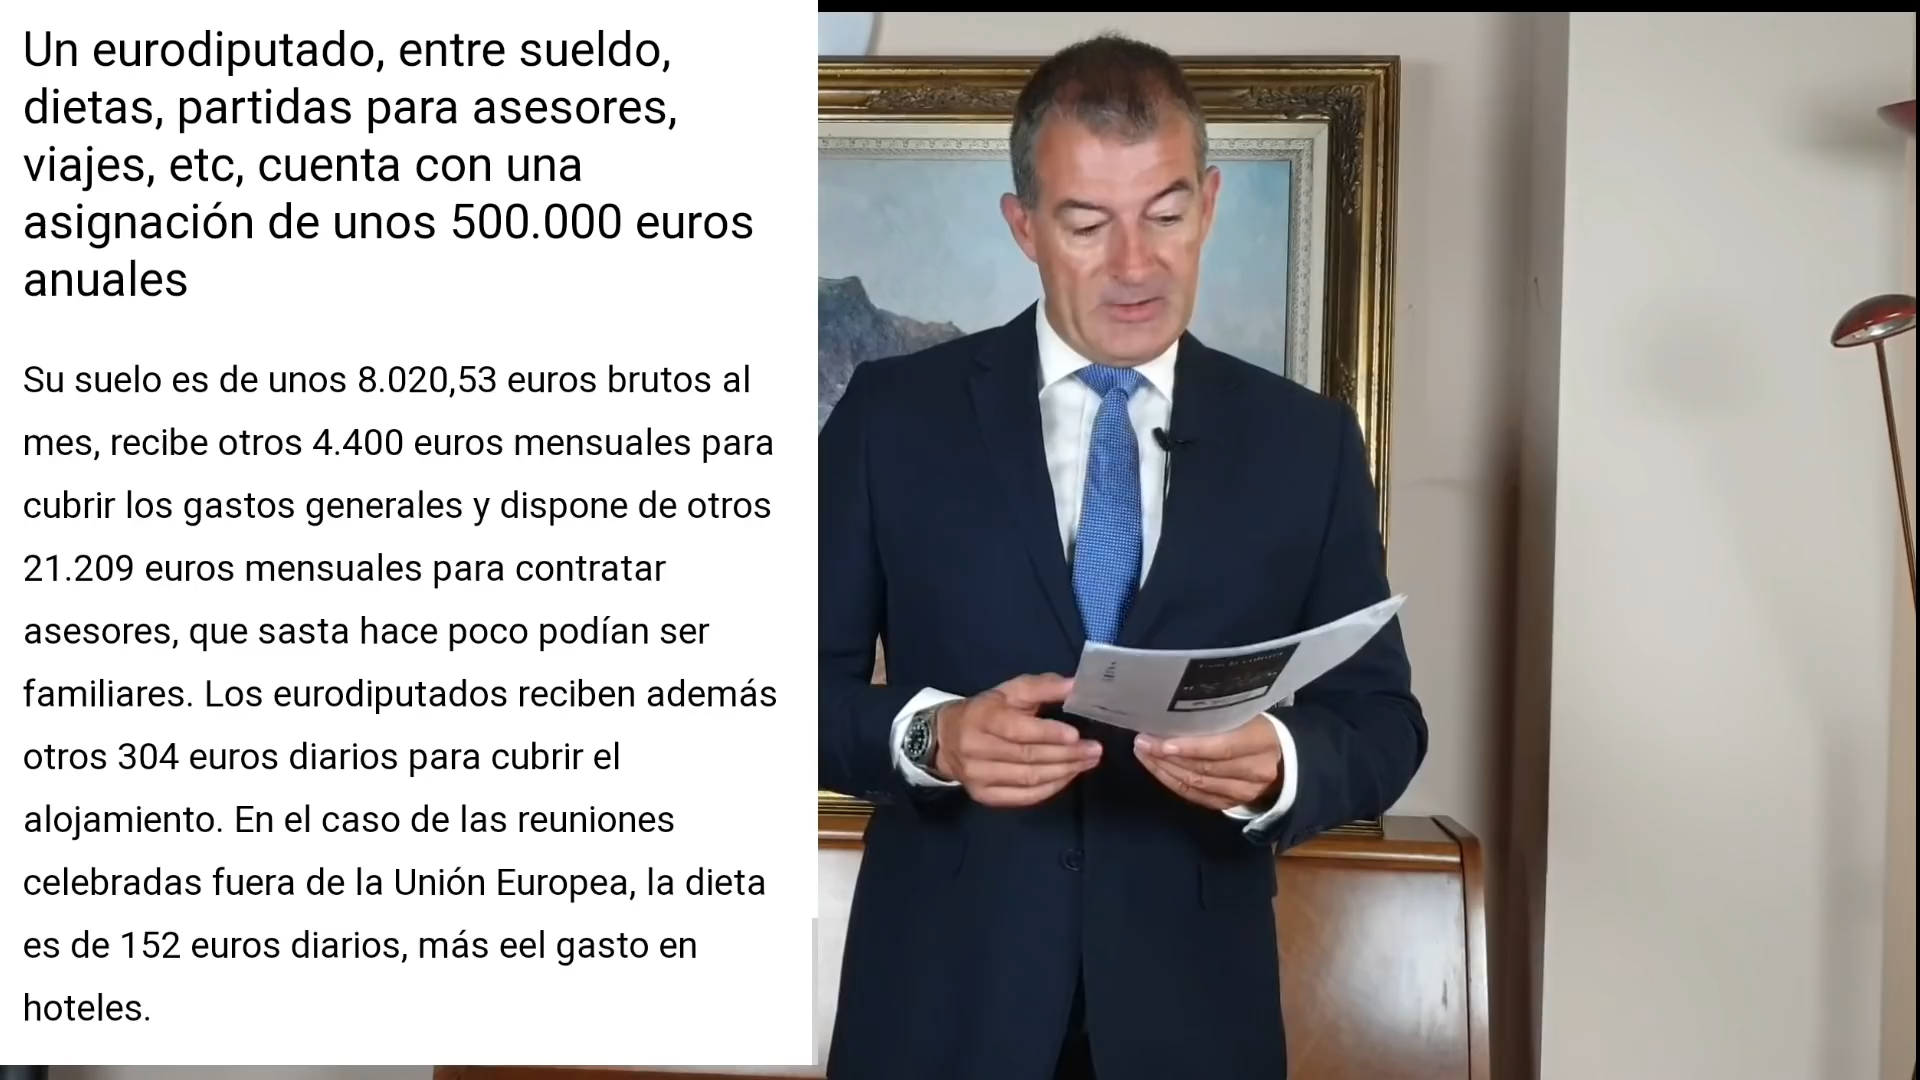 Un eurodiputado, entre sueldo,
dietas, partidas para asesores,
viajes, etc, cuenta con una
asignación de unos 500.000 euros
anuales
Su suelo es de unos 8.020,53 euros brutos al
mes, recibe otros 4.400 euros mensuales para
cubrir los gastos generales y dispone de otros
21.209 euros mensuales para contratar
asesores, que sasta hace poco podían ser
familiares. Los eurodiputados reciben además
otros 304 euros diarios para cubrir el
alojamiento. En el caso de las reuniones
celebradas fuera de la Unión Europea, la dieta
es de 152 euros diarios, más eel gasto en
hoteles.